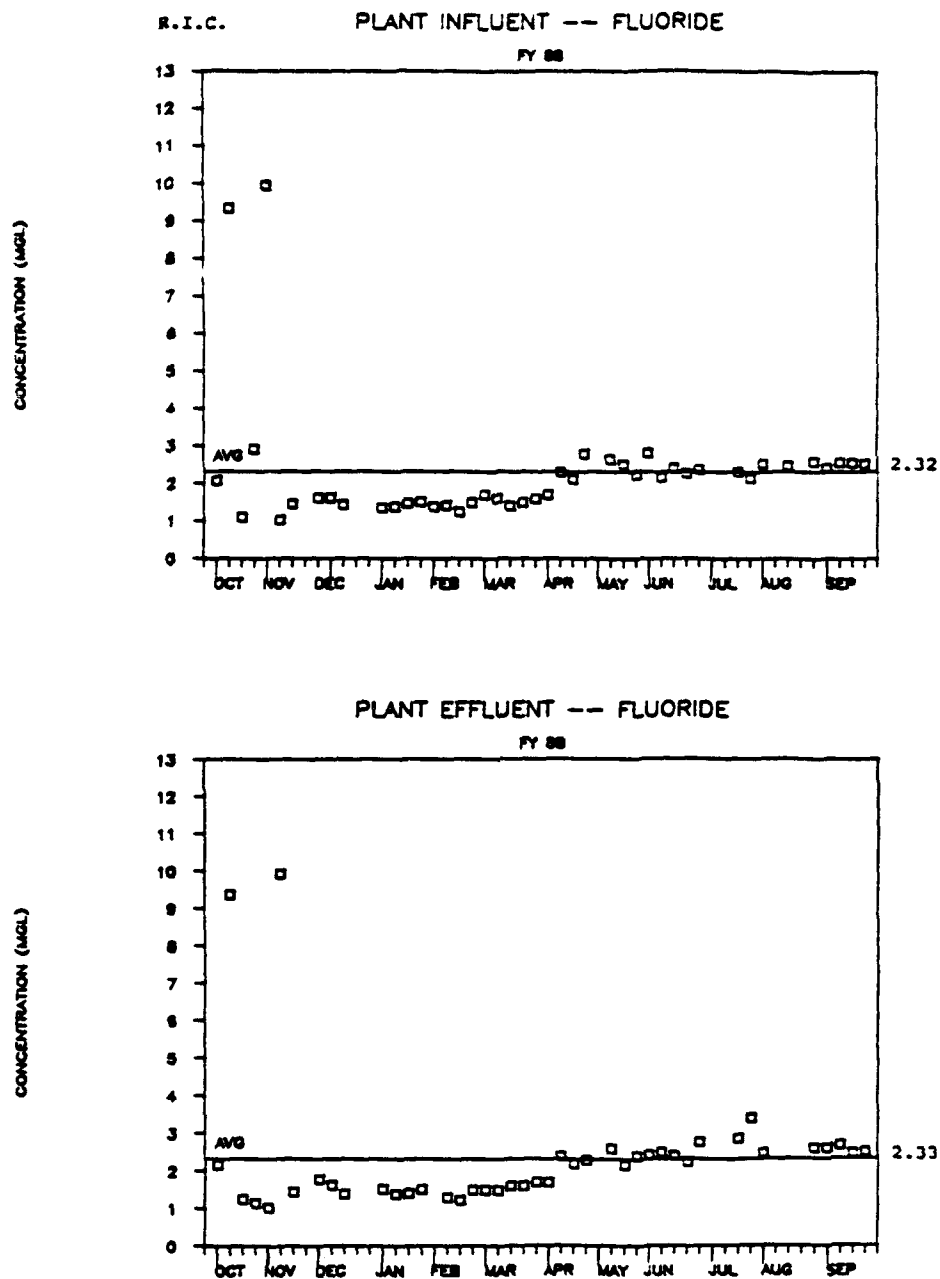 R.I.C.
PLANT INFLUENT -- FLUORIDE
FY 88
CONCENTRATION (MGL)
13
12
11
10
9
8
7
6
5
4
3
2
1
0
AVG
2.32
OCT NOV DEC JAN FEB MAR APR MAY JUN JUL AUG SEP
PLANT EFFLUENT -- FLUORIDE
FY 88
CONCENTRATION (MGL)
13
12
11
10
9
8
7
6
5
4
3
2
1
0
AVG
2.33
OCT NOV DEC JAN FEB MAR APR MAY JUN JUL AUG SEP